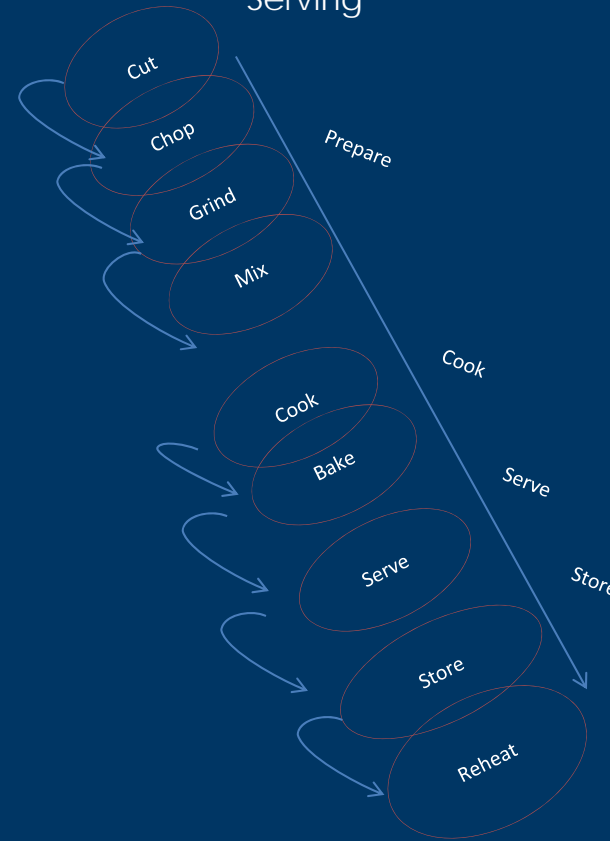 Serving
Cut
Chop
Prepare
Grind
Mix
Cook
Cook
Bake
Serve
Serve
Store
Store
Reheat